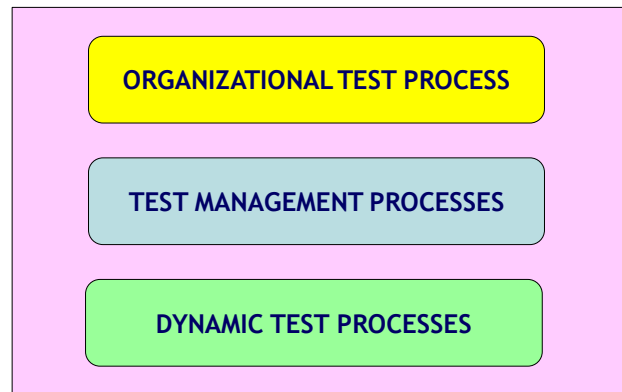 ORGANIZATIONAL TEST PROCESS
TEST MANAGEMENT PROCESSES
DYNAMIC TEST PROCESSES